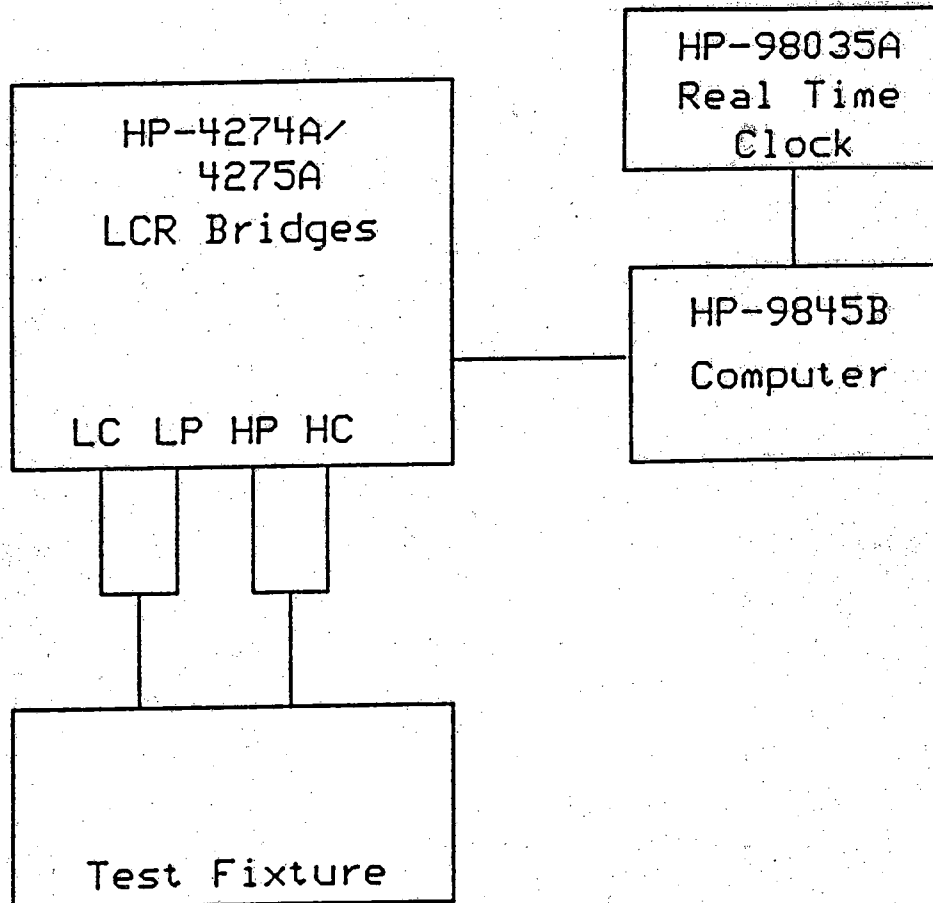 HP-98035A
Real Time
Clock
HP-4274A/
4275A
LCR Bridges
HP-9845B
Computer
LC LP HP HC
Test Fixture